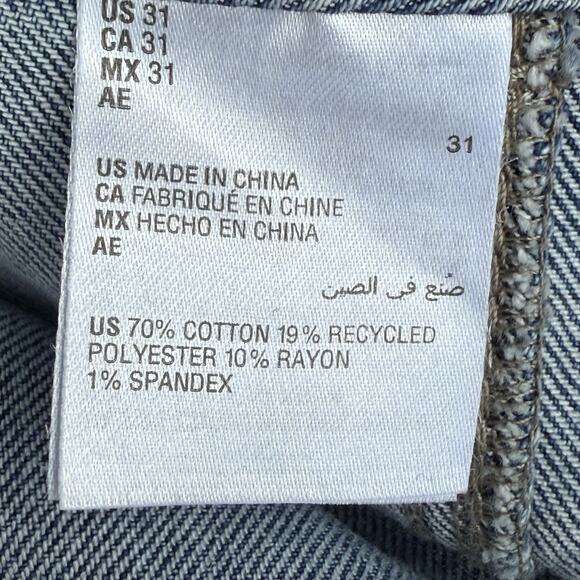 US 31
CA 31
MX 31
AE
31
US MADE IN CHINA
CA FABRIQUÉ EN CHINE
MX HECHO EN CHINA
AE
صُنع في الصين
US 70% COTTON 19% RECYCLED
POLYESTER 10% RAYON
1% SPANDEX